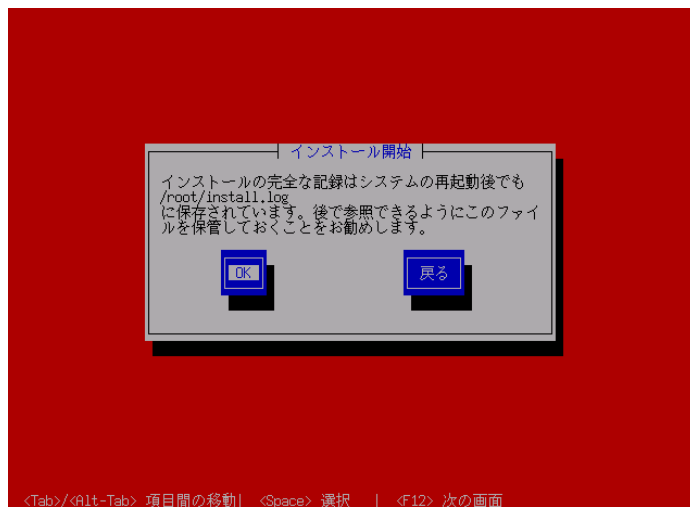 インストール開始
インストールの完全な記録はシステムの再起動後でも
/root/install.log
に保存されています。後で参照できるようにこのファイ
ルを保管しておくことをお勧めします。
OK 戻る
<Tab>/<Alt-Tab> 項目間の移動| <Space> 選択 | <F12> 次の画面